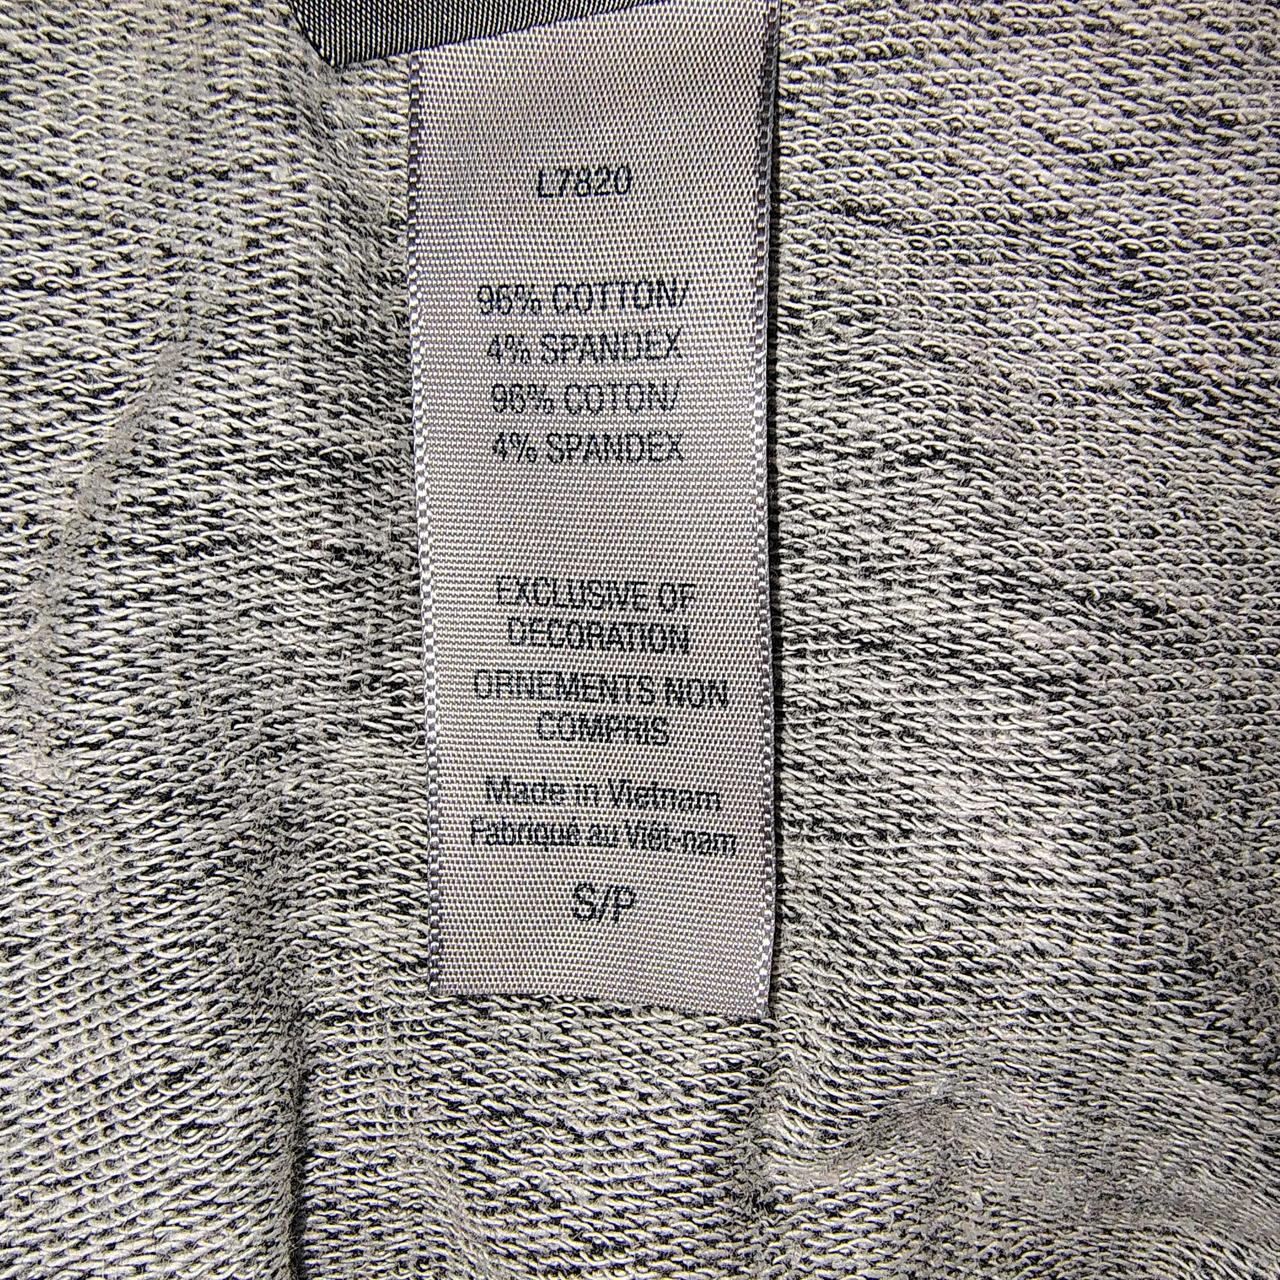 L7820
96% COTTON/
4% SPANDEX
96% COTON/
4% SPANDEX
EXCLUSIVE OF
DECORATION
ORNEMENTS NON
COMPRIS
Made in Vietnam
Fabriqué au Viet-nam
S/P